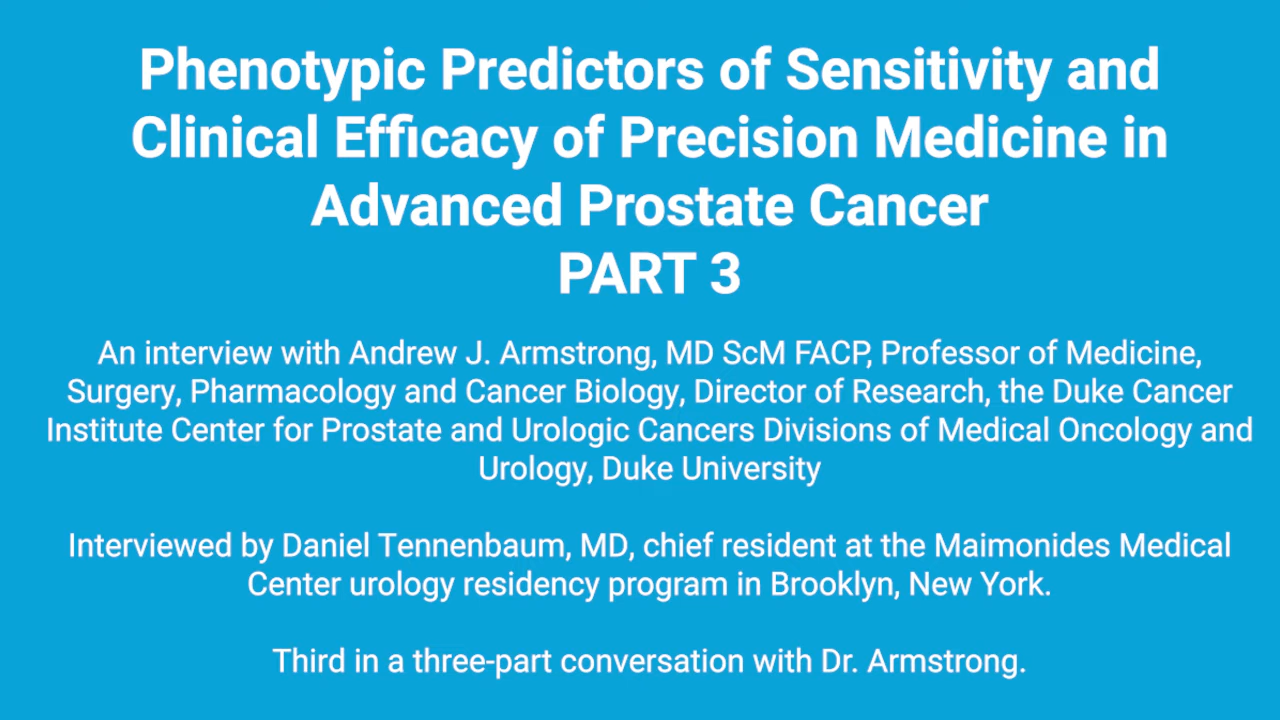 Phenotypic Predictors of Sensitivity and
Clinical Efficacy of Precision Medicine in
Advanced Prostate Cancer
PART 3
An interview with Andrew J. Armstrong, MD ScM FACP, Professor of Medicine,
Surgery, Pharmacology and Cancer Biology, Director of Research, the Duke Cancer
Institute Center for Prostate and Urologic Cancers Divisions of Medical Oncology and
Urology, Duke University
Interviewed by Daniel Tennenbaum, MD, chief resident at the Maimonides Medical
Center urology residency program in Brooklyn, New York.
Third in a three-part conversation with Dr. Armstrong.